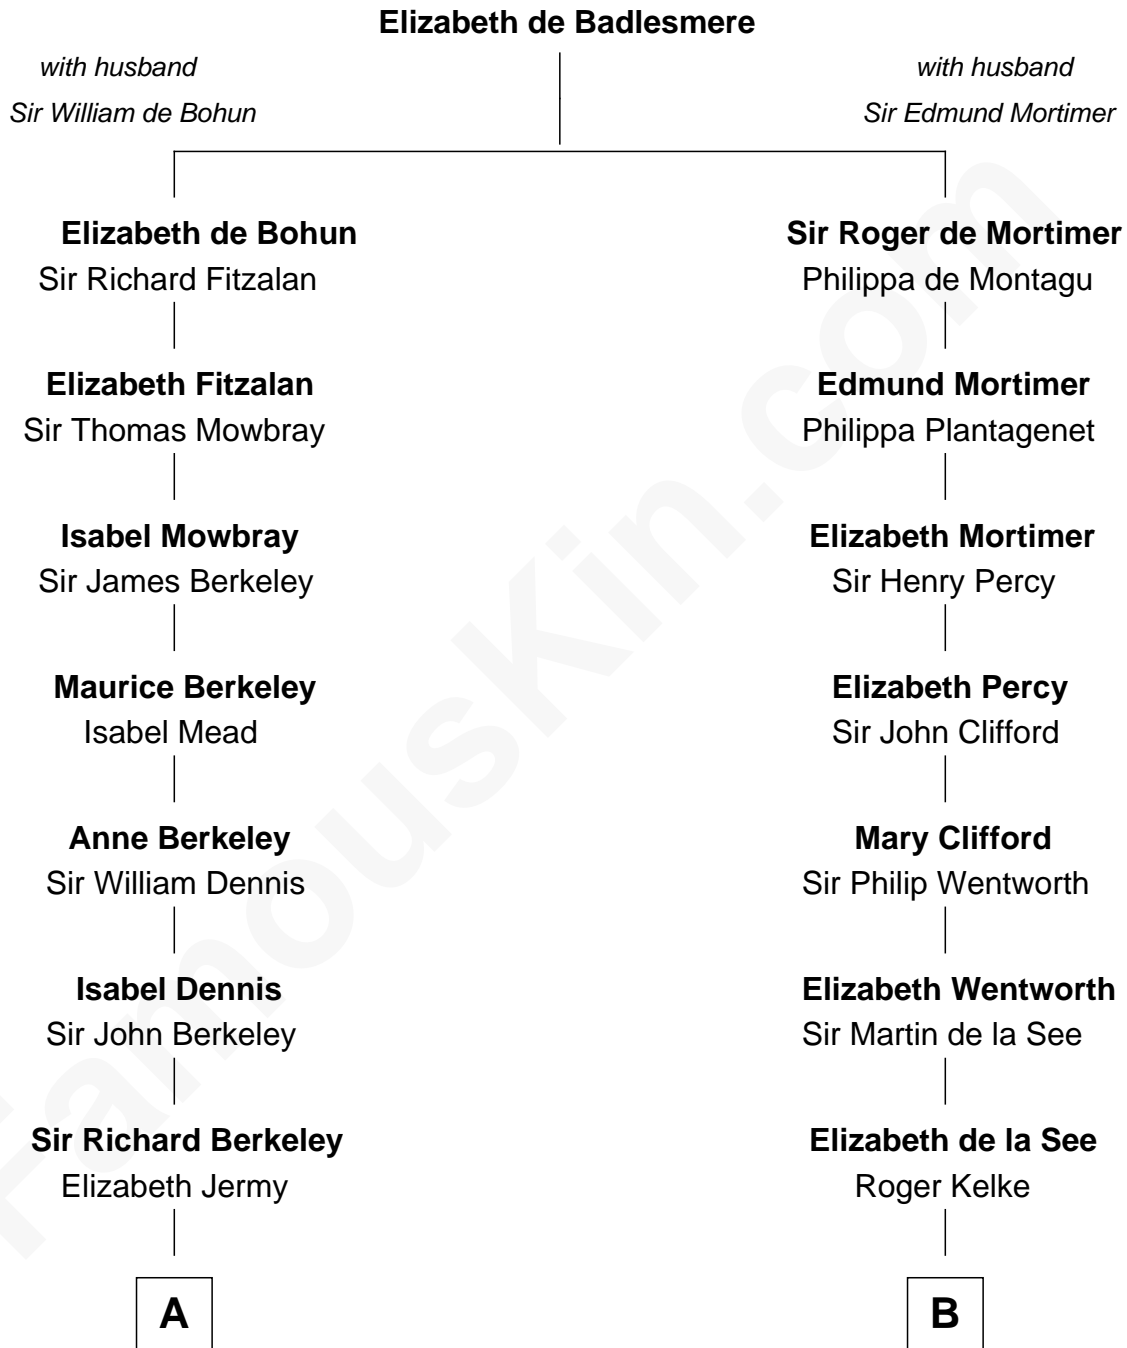 Elizabeth de Badlesmere
with husband
Sir William de Bohun
with husband
Sir Edmund Mortimer
Elizabeth de Bohun
Sir Richard Fitzalan
Sir Roger de Mortimer
Philippa de Montagu
Elizabeth Fitzalan
Sir Thomas Mowbray
Edmund Mortimer
Philippa Plantagenet
Isabel Mowbray
Sir James Berkeley
Elizabeth Mortimer
Sir Henry Percy
Maurice Berkeley
Isabel Mead
Elizabeth Percy
Sir John Clifford
Anne Berkeley
Sir William Dennis
Mary Clifford
Sir Philip Wentworth
Isabel Dennis
Sir John Berkeley
Elizabeth Wentworth
Sir Martin de la See
Sir Richard Berkeley
Elizabeth Jermy
Elizabeth de la See
Roger Kelke
A
B
FamousKin.com